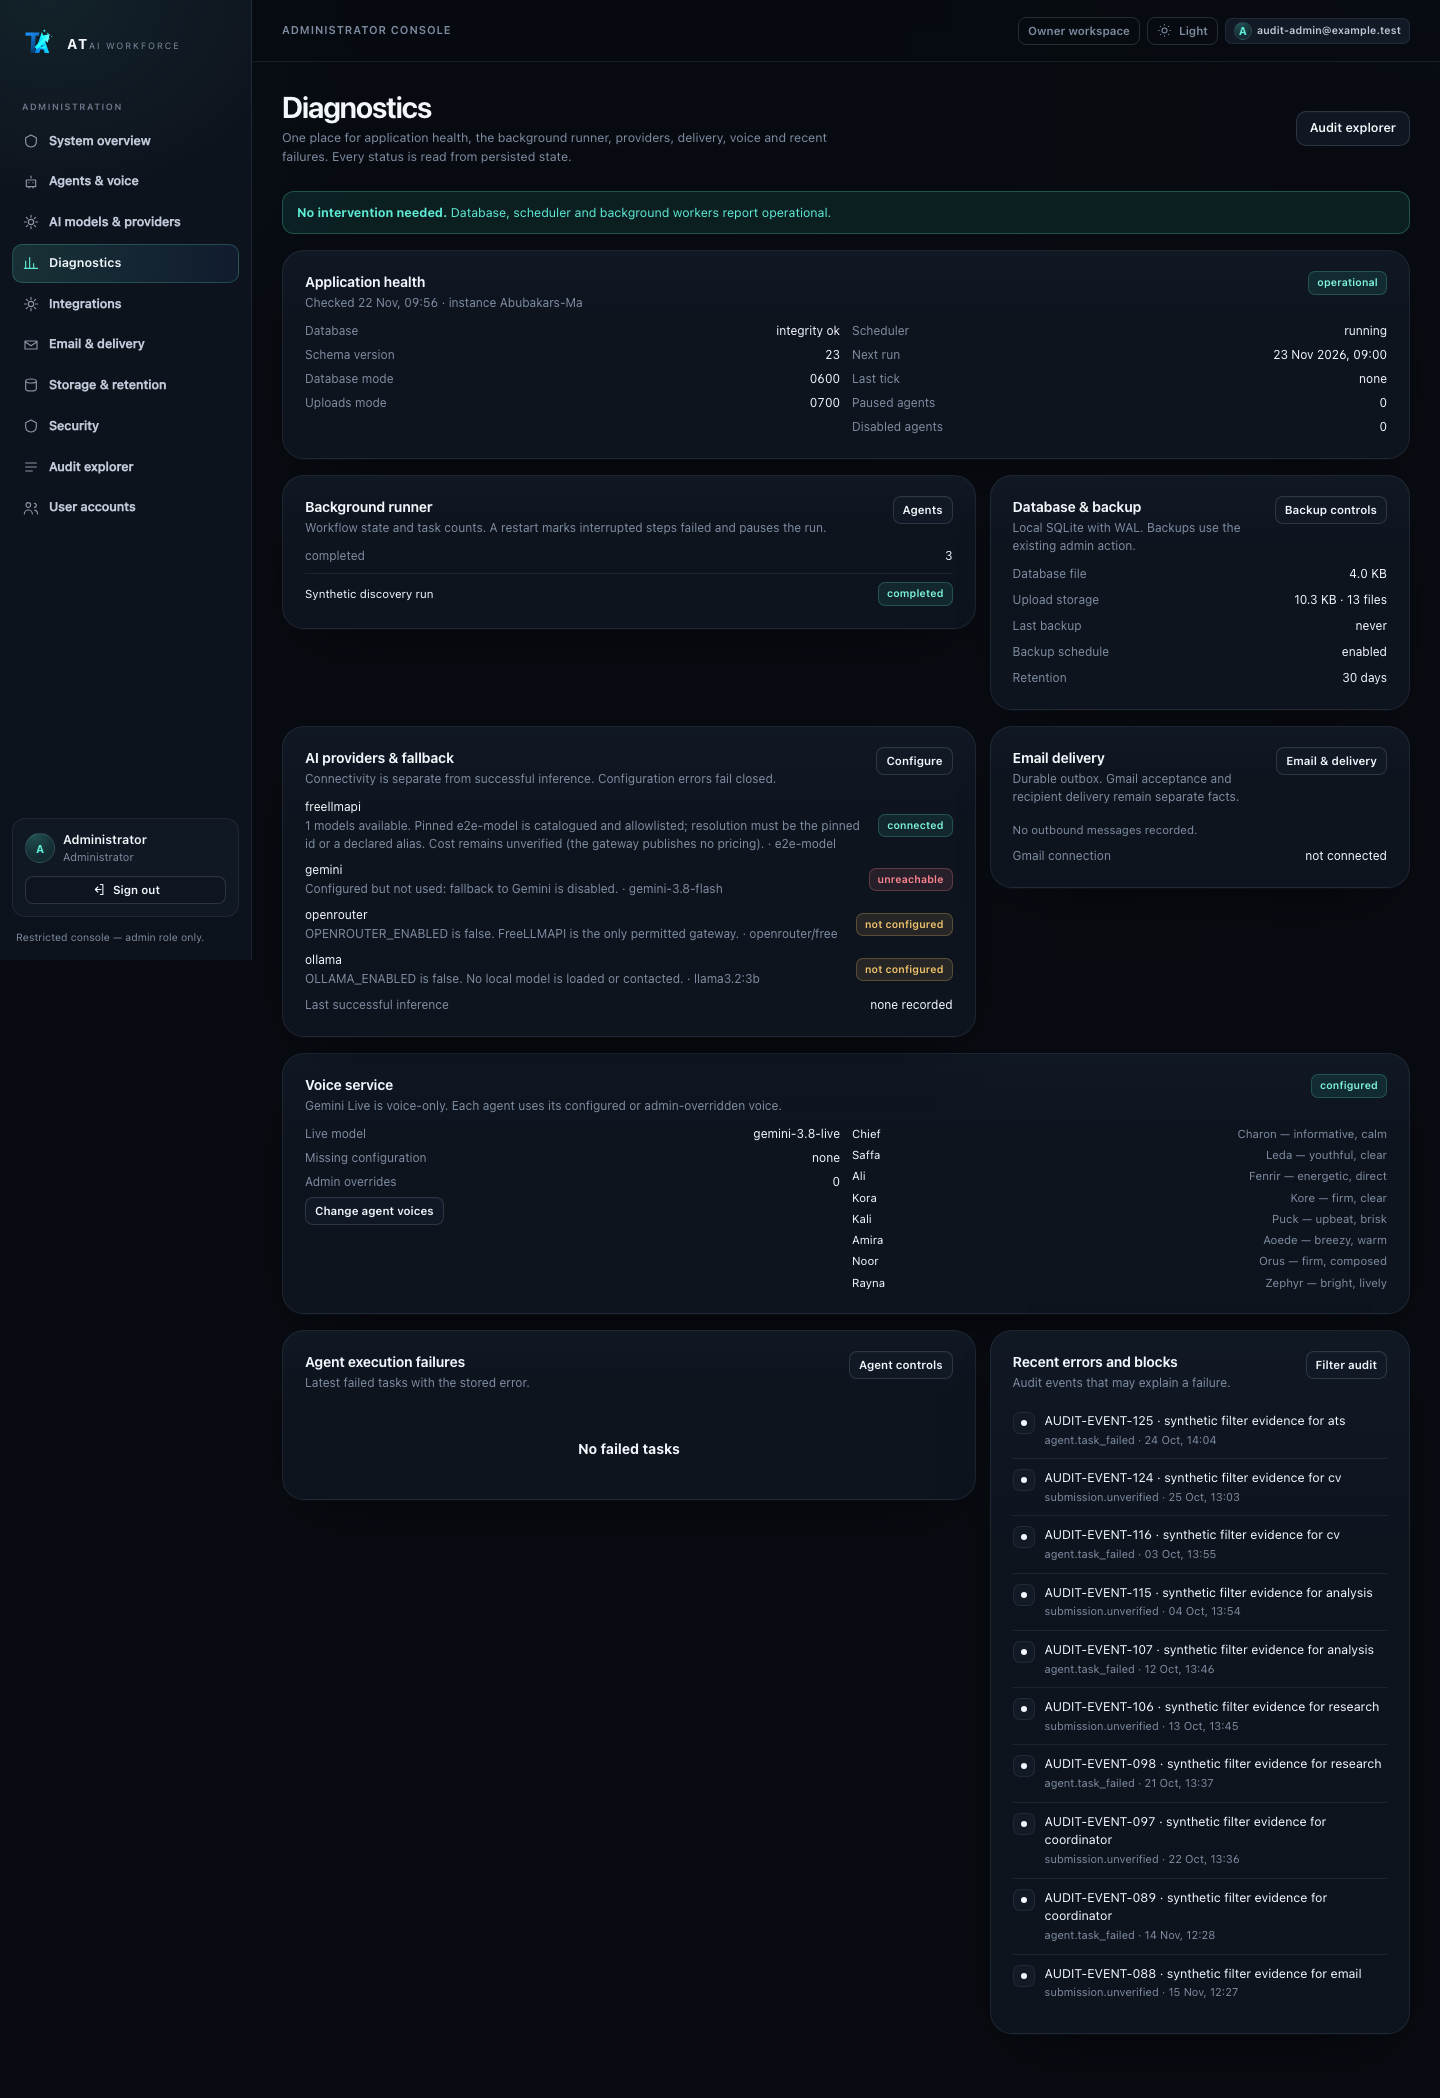 AT AI WORKFORCE
ADMINISTRATION
System overview
Agents & voice
AI models & providers
Diagnostics
Integrations
Email & delivery
Storage & retention
Security
Audit explorer
User accounts
A
Administrator
Administrator
Sign out
Restricted console — admin role only.
ADMINISTRATOR CONSOLE
Owner workspace
Light
A audit-admin@example.test
Diagnostics
One place for application health, the background runner, providers, delivery, voice and recent
failures. Every status is read from persisted state.
Audit explorer
No intervention needed. Database, scheduler and background workers report operational.
Application health
Checked 22 Nov, 09:56 · instance Abubakars-Ma
operational
Database integrity ok
Schema version 23
Database mode 0600
Uploads mode 0700
Scheduler running
Next run 23 Nov 2026, 09:00
Last tick none
Paused agents 0
Disabled agents 0
Background runner
Workflow state and task counts. A restart marks interrupted steps failed and pauses the run.
Agents
completed 3
Synthetic discovery run completed
Database & backup
Local SQLite with WAL. Backups use the
existing admin action.
Backup controls
Database file 4.0 KB
Upload storage 10.3 KB · 13 files
Last backup never
Backup schedule enabled
Retention 30 days
AI providers & fallback
Connectivity is separate from successful inference. Configuration errors fail closed.
Configure
freellmapi
1 models available. Pinned e2e-model is catalogued and allowlisted; resolution must be the pinned
id or a declared alias. Cost remains unverified (the gateway publishes no pricing). · e2e-model
connected
gemini
Configured but not used: fallback to Gemini is disabled. · gemini-3.8-flash
unreachable
openrouter
OPENROUTER_ENABLED is false. FreeLLMAPI is the only permitted gateway. · openrouter/free
not configured
ollama
OLLAMA_ENABLED is false. No local model is loaded or contacted. · llama3.2:3b
not configured
Last successful inference none recorded
Email delivery
Durable outbox. Gmail acceptance and
recipient delivery remain separate facts.
Email & delivery
No outbound messages recorded.
Gmail connection not connected
Voice service
Gemini Live is voice-only. Each agent uses its configured or admin-overridden voice.
configured
Live model gemini-3.8-live
Missing configuration none
Admin overrides 0
Change agent voices
Chief Charon — informative, calm
Saffa Leda — youthful, clear
Ali Fenrir — energetic, direct
Kora Kore — firm, clear
Kali Puck — upbeat, brisk
Amira Aoede — breezy, warm
Noor Orus — firm, composed
Rayna Zephyr — bright, lively
Agent execution failures
Latest failed tasks with the stored error.
Agent controls
No failed tasks
Recent errors and blocks
Audit events that may explain a failure.
Filter audit
AUDIT-EVENT-125 · synthetic filter evidence for ats
agent.task_failed · 24 Oct, 14:04
AUDIT-EVENT-124 · synthetic filter evidence for cv
submission.unverified · 25 Oct, 13:03
AUDIT-EVENT-116 · synthetic filter evidence for cv
agent.task_failed · 03 Oct, 13:55
AUDIT-EVENT-115 · synthetic filter evidence for analysis
submission.unverified · 04 Oct, 13:54
AUDIT-EVENT-107 · synthetic filter evidence for analysis
agent.task_failed · 12 Oct, 13:46
AUDIT-EVENT-106 · synthetic filter evidence for research
submission.unverified · 13 Oct, 13:45
AUDIT-EVENT-098 · synthetic filter evidence for research
agent.task_failed · 21 Oct, 13:37
AUDIT-EVENT-097 · synthetic filter evidence for
coordinator
submission.unverified · 22 Oct, 13:36
AUDIT-EVENT-089 · synthetic filter evidence for
coordinator
agent.task_failed · 14 Nov, 12:28
AUDIT-EVENT-088 · synthetic filter evidence for email
submission.unverified · 15 Nov, 12:27